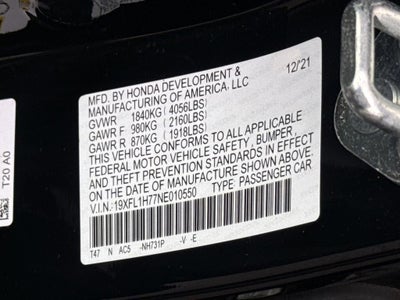 MFD. BY HONDA DEVELOPMENT &
MANUFACTURING OF AMERICA, LLC 12/21
GVWR 1840KG (4056LBS)
GAWR F 980KG (2160LBS)
GAWR R 870KG (1918LBS)
THIS VEHICLE CONFORMS TO ALL APPLICABLE
FEDERAL MOTOR VEHICLE SAFETY, BUMPER,
AND THEFT PREVENTION STANDARDS IN EFFECT
ON THE DATE OF MANUFACTURE SHOWN ABOVE.
V.I.N.:19XFL1H77NE010550 TYPE: PASSENGER CAR
T47 N AC5 -NH731P -V -E
T20 A0